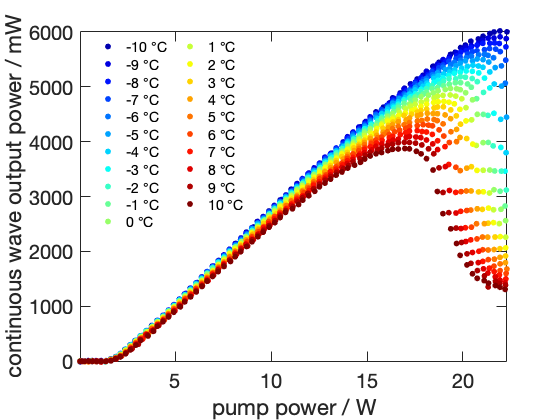 continuous wave output power / mW
6000
5000
4000
3000
2000
1000
0
-10 °C
-9 °C
-8 °C
-7 °C
-6 °C
-5 °C
-4 °C
-3 °C
-2 °C
-1 °C
0 °C
1 °C
2 °C
3 °C
4 °C
5 °C
6 °C
7 °C
8 °C
9 °C
10 °C
5 10 15 20
pump power / W